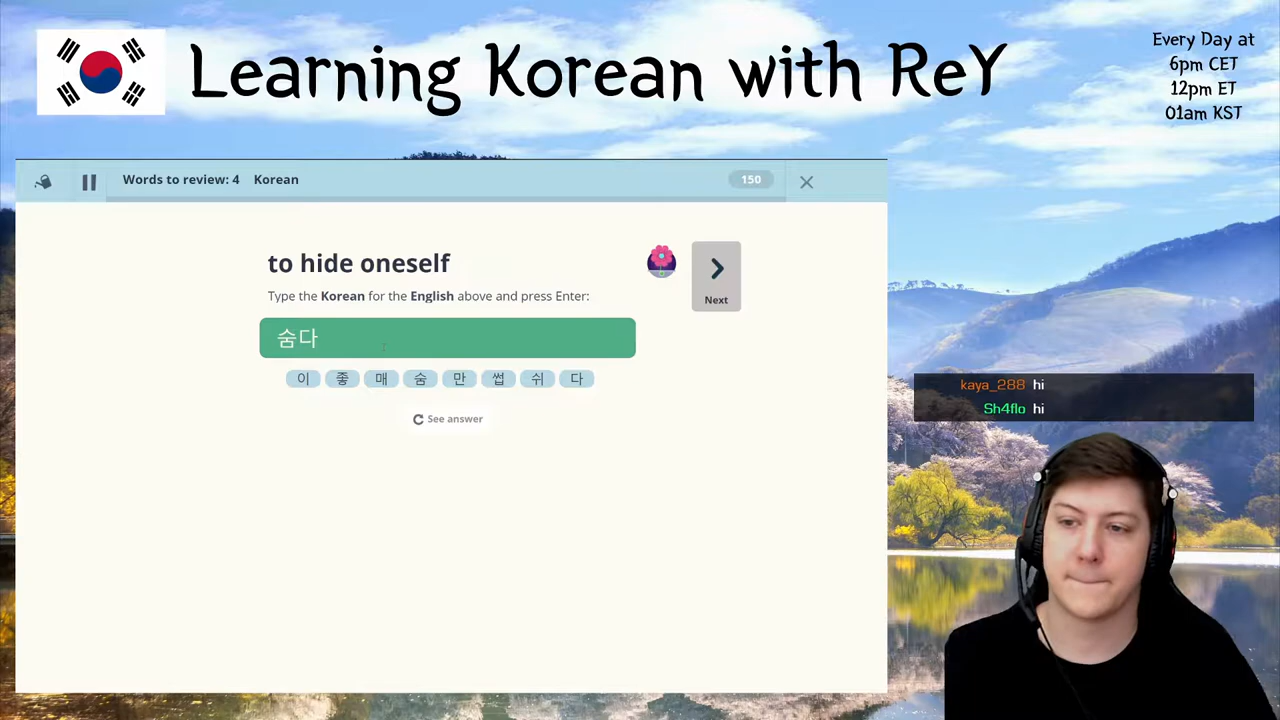 Learning Korean with ReY
Every Day at
6pm CET
12pm ET
01am KST
Words to review: 4 Korean
150
to hide oneself
Next
Type the Korean for the English above and press Enter:
숨다
이 좋 매 숨 만 썹 쉬 다
See answer
kaya_288 hi
Sh4flo hi